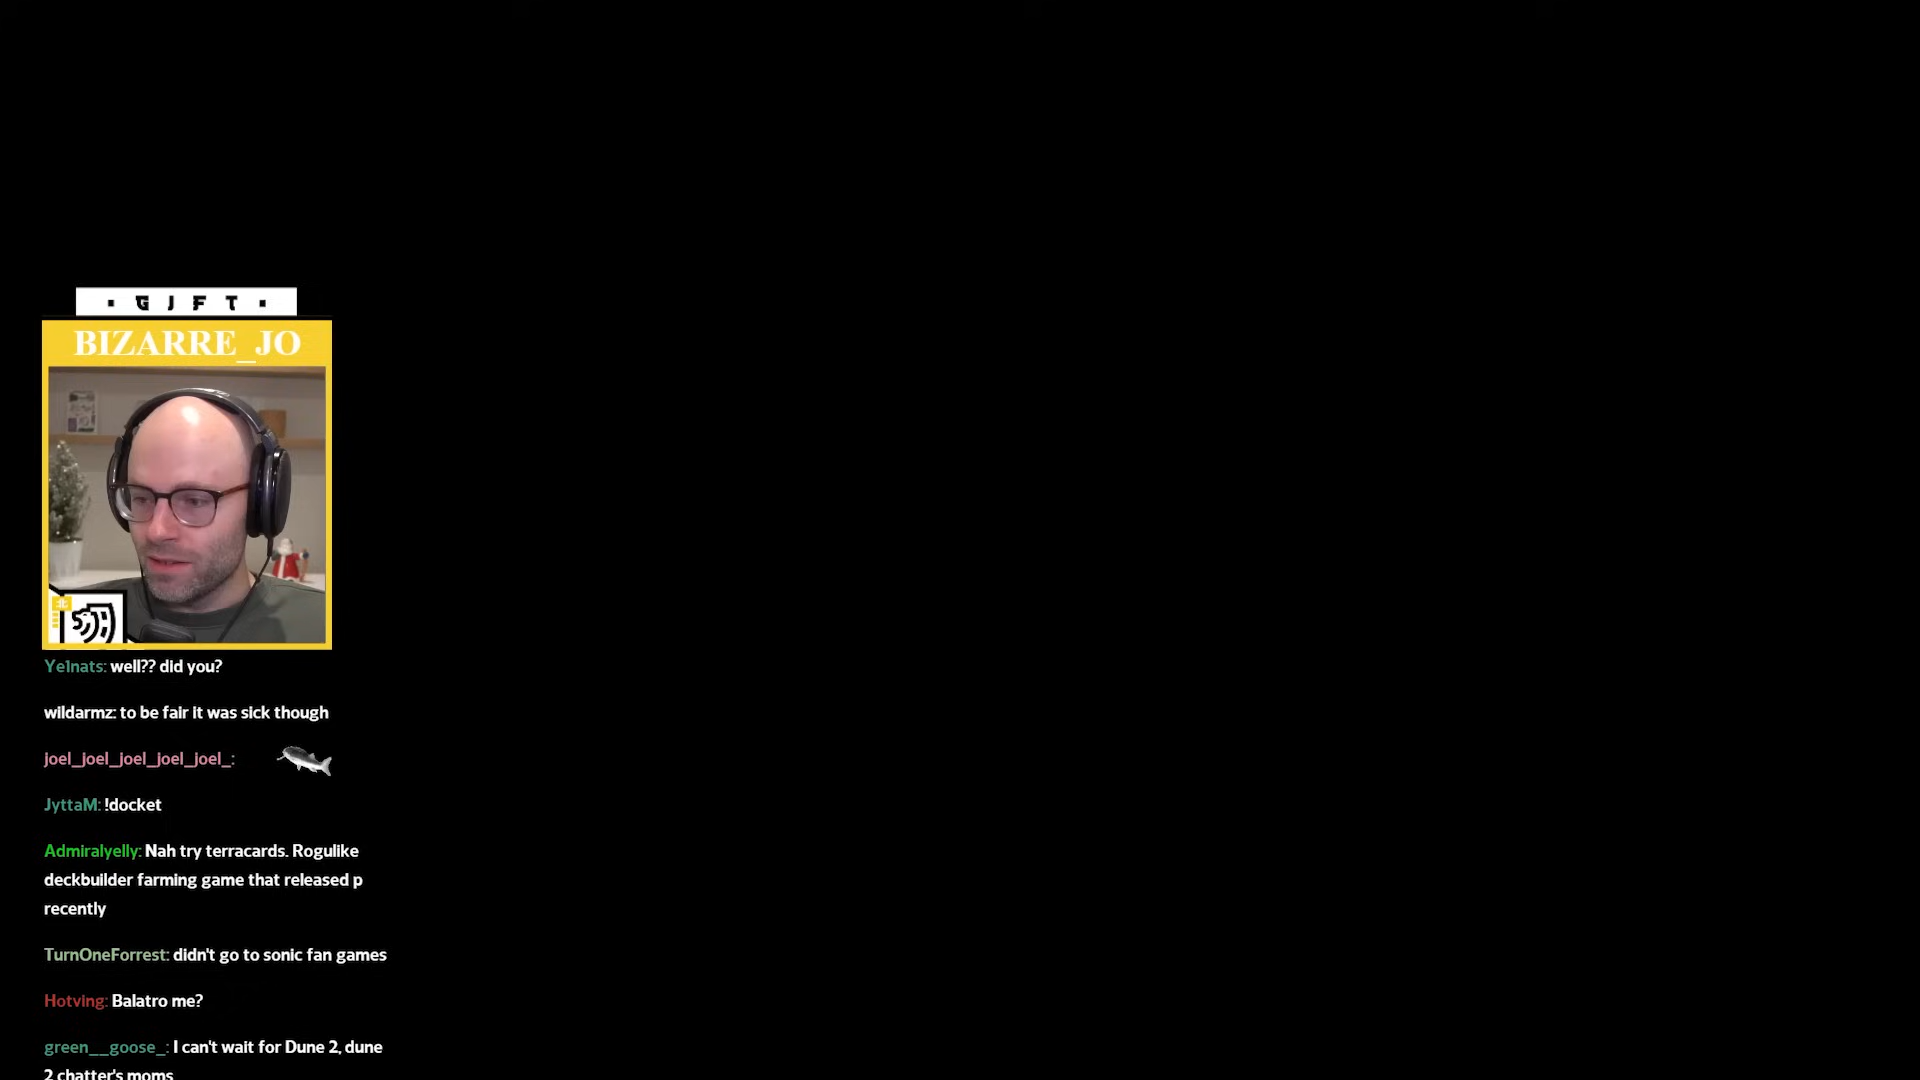 ▪ G I F T ▪
BIZARRE_JO
Ye1nats: well?? did you?
wildarmz: to be fair it was sick though
joel_joel_joel_joel_joel_:
JyttaM: !docket
Admiralyelly: Nah try terracards. Rogulike
deckbuilder farming game that released p
recently
TurnOneForrest: didn't go to sonic fan games
Hotving: Balatro me?
green__goose_: I can't wait for Dune 2, dune
2 chatter's moms